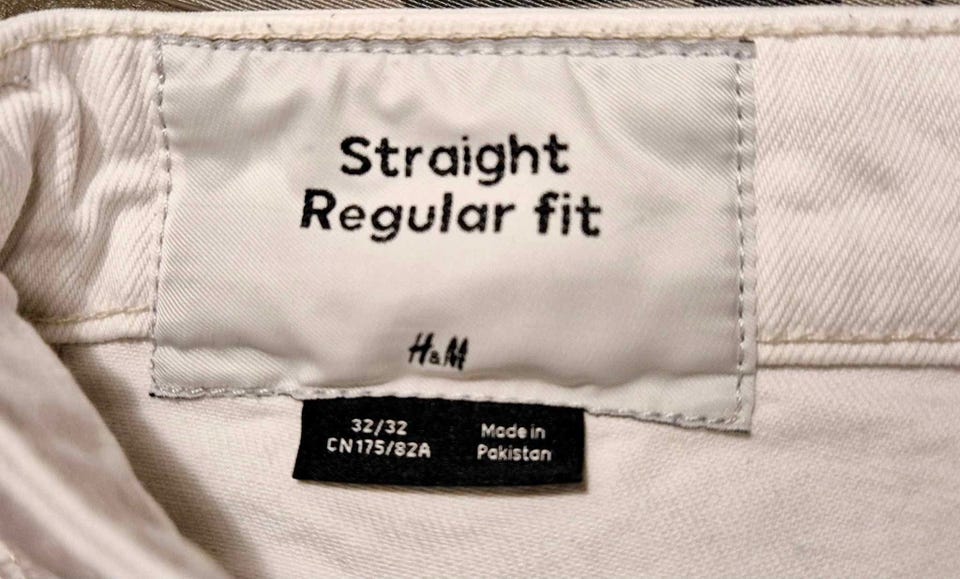 Straight
Regular fit
H&M
32/32
CN175/82A
Made in
Pakistan